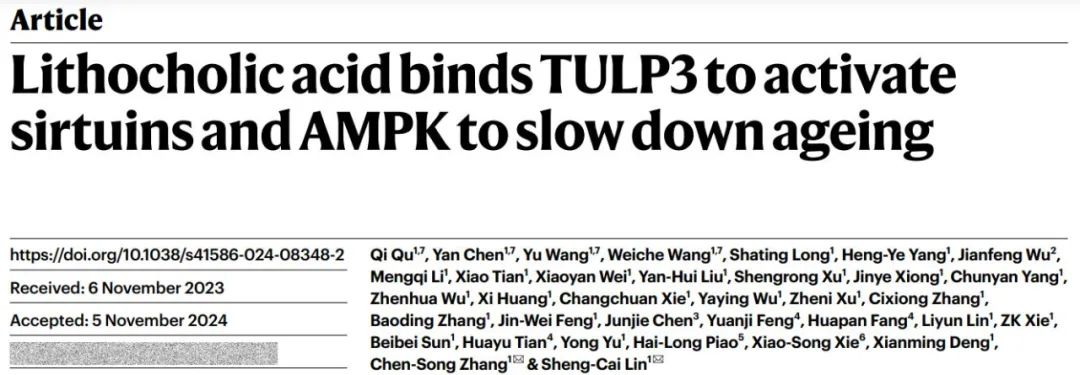 Article
Lithocholic acid binds TULP3 to activate
sirtuins and AMPK to slow down ageing
https://doi.org/10.1038/s41586-024-08348-2
Received: 6 November 2023
Accepted: 5 November 2024
Qi Qu1,7, Yan Chen1,7, Yu Wang1,7, Weiche Wang1,7, Shating Long1, Heng-Ye Yang1, Jianfeng Wu2,
Mengqi Li1, Xiao Tian1, Xiaoyan Wei1, Yan-Hui Liu1, Shengrong Xu1, Jinye Xiong1, Chunyan Yang1,
Zhenhua Wu1, Xi Huang1, Changchuan Xie1, Yaying Wu1, Zheni Xu1, Cixiong Zhang1,
Baoding Zhang1, Jin-Wei Feng1, Junjie Chen3, Yuanji Feng4, Huapan Fang4, Liyun Lin1, ZK Xie1,
Beibei Sun1, Huayu Tian4, Yong Yu1, Hai-Long Piao5, Xiao-Song Xie6, Xianming Deng1,
Chen-Song Zhang1✉ & Sheng-Cai Lin1✉